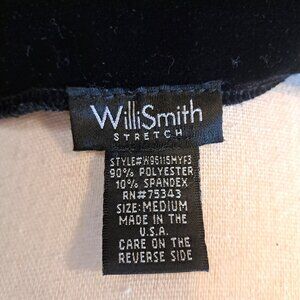 WilliSmith
STRETCH
STYLE#W9611SMYF3
90% POLYESTER
10% SPANDEX
RN#75343
SIZE: MEDIUM
MADE IN THE
U.S.A.
CARE ON THE
REVERSE SIDE